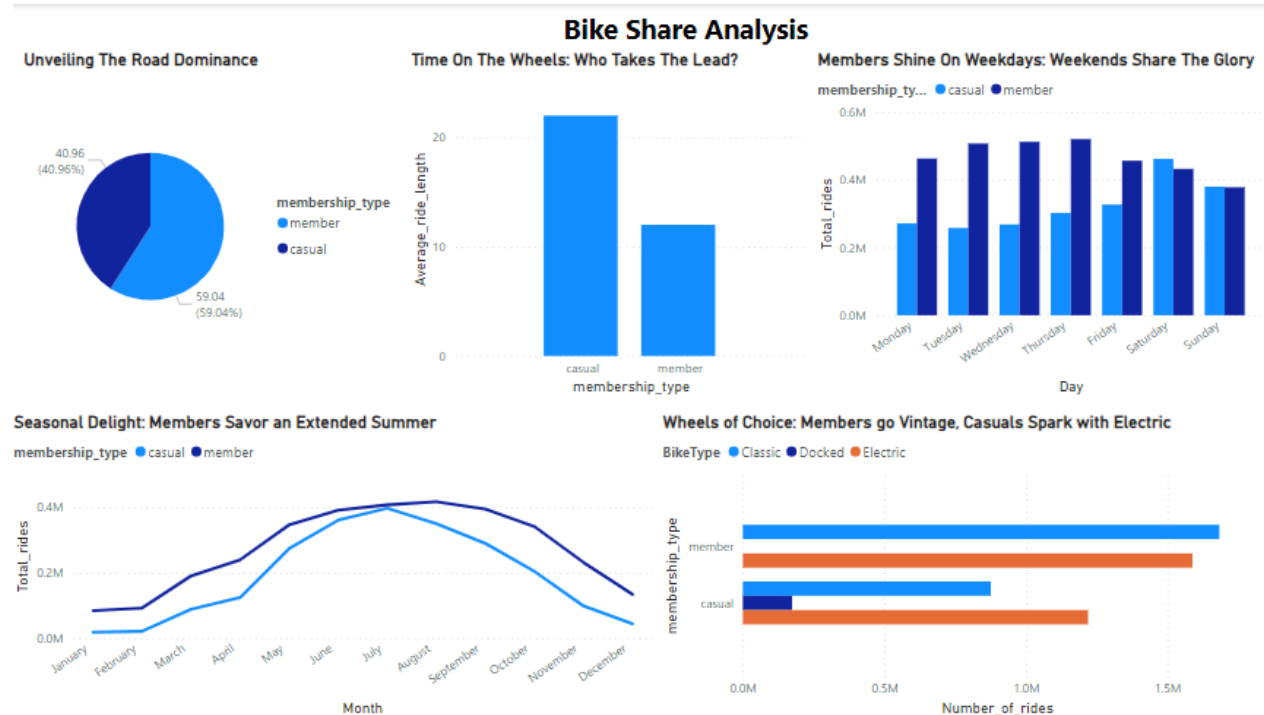 Bike Share Analysis
Unveiling The Road Dominance
40.96
(40.96%)
59.04
(59.04%)
membership_type
member
casual
Time On The Wheels: Who Takes The Lead?
Average_ride_length
20
10
0
casual member
membership_type
Members Shine On Weekdays: Weekends Share The Glory
membership_ty... casual member
Total_rides
0.6M
0.4M
0.2M
0.0M
Monday Tuesday Wednesday Thursday Friday Saturday Sunday
Day
Seasonal Delight: Members Savor an Extended Summer
membership_type casual member
Total_rides
0.4M
0.2M
0.0M
January February March April May June July August September October November December
Month
Wheels of Choice: Members go Vintage, Casuals Spark with Electric
BikeType Classic Docked Electric
membership_type
member
casual
0.0M 0.5M 1.0M 1.5M
Number_of_rides